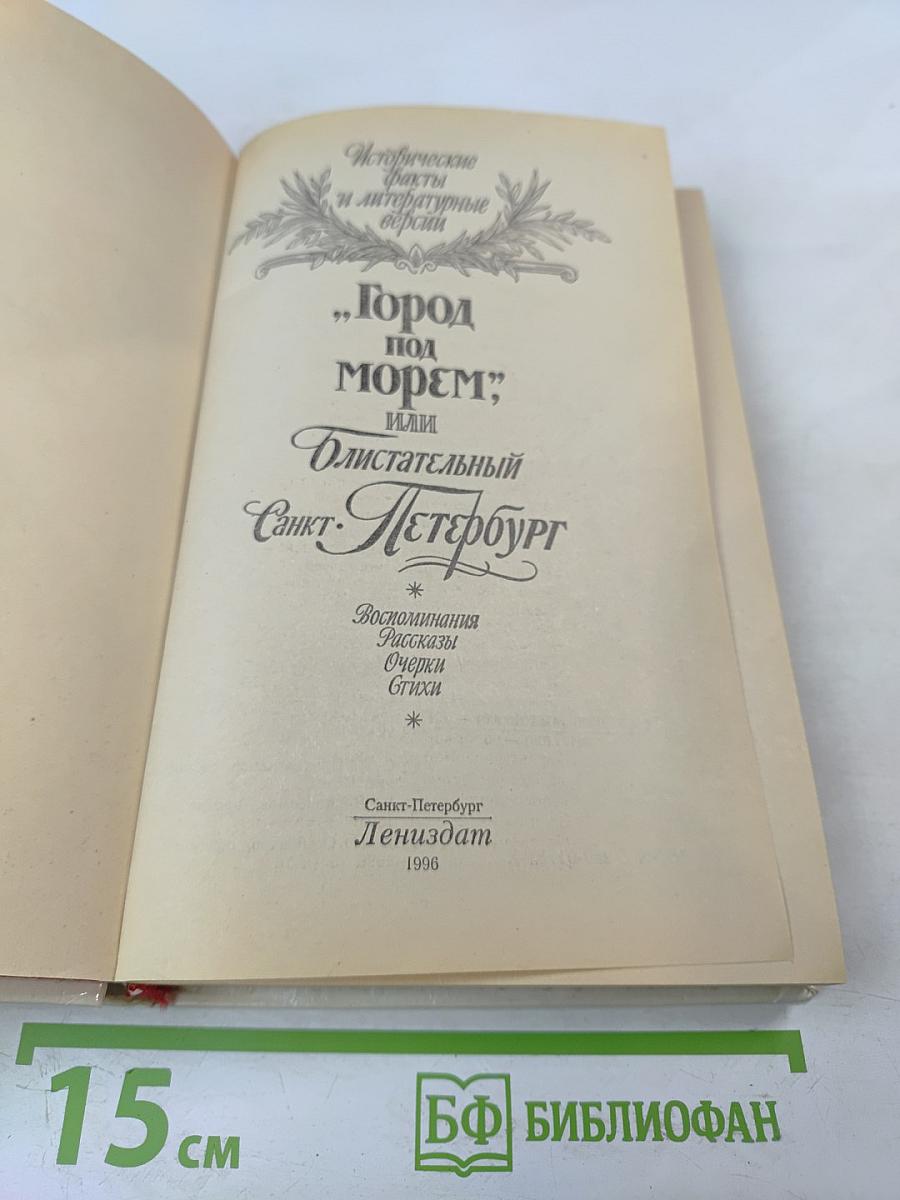 Исторические
факты
и литературные
версии
„Город
под
морем”,
или
Блистательный
Санкт-Петербург
*
Воспоминания
Рассказы
Очерки
Стихи
*
Санкт-Петербург
Лениздат
1996
15 см
БФ БИБЛИОФАН